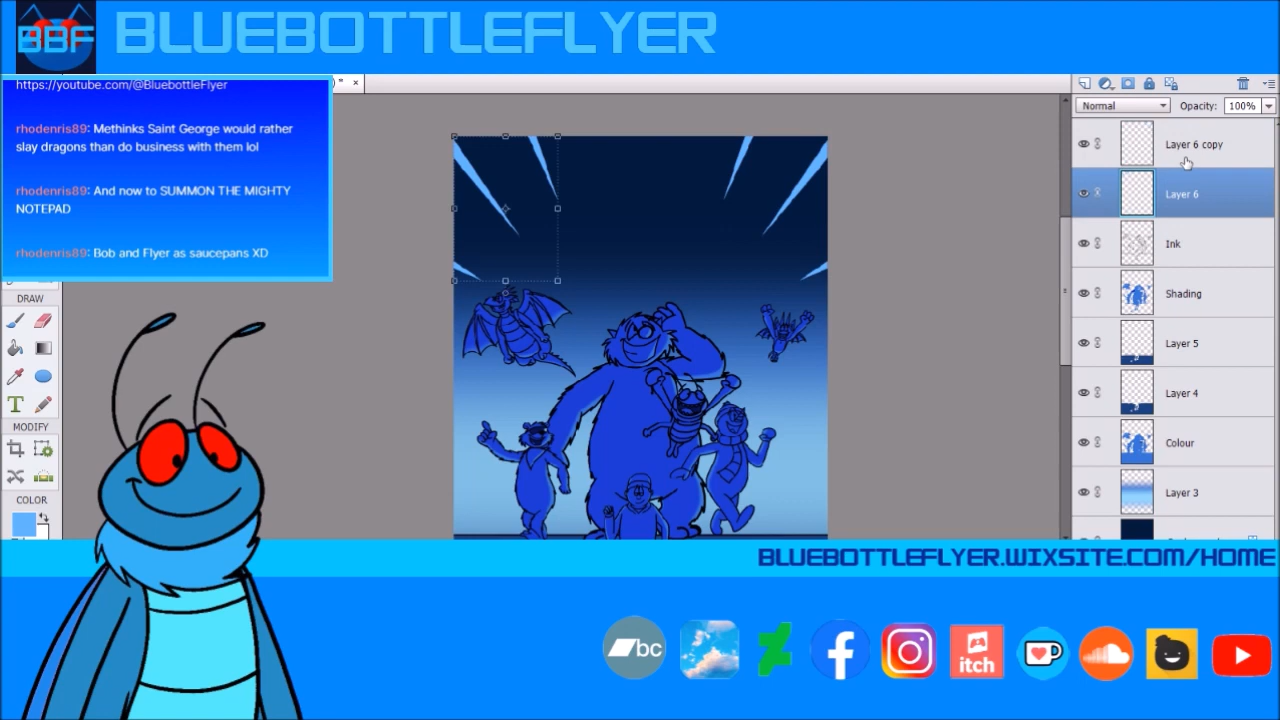 BBF
BLUEBOTTLEFLYER
https://youtube.com/@BluebottleFlyer
rhodenris89: Methinks Saint George would rather
slay dragons than do business with them lol
rhodenris89: And now to SUMMON THE MIGHTY
NOTEPAD
rhodenris89: Bob and Flyer as saucepans XD
Normal
Opacity: 100%
Layer 6 copy
Layer 6
Ink
Shading
Layer 5
Layer 4
Colour
Layer 3
DRAW
T
MODIFY
COLOR
BLUEBOTTLEFLYER.WIXSITE.COM/HOME
bc
itch